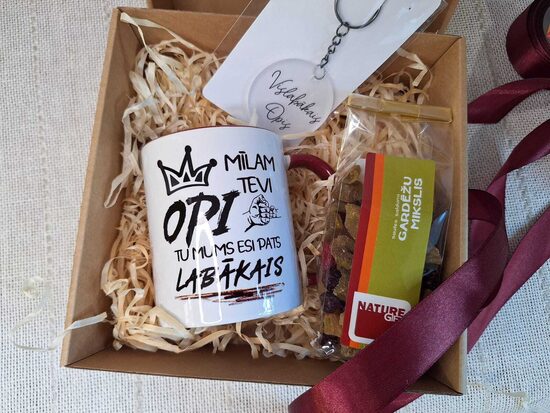 Vislabākais
Opis
MĪLAM
TEVI
OPI
TU MUMS ESI PATS
LABĀKAIS
GARDĒŽU
MIKSLIS
NATURE